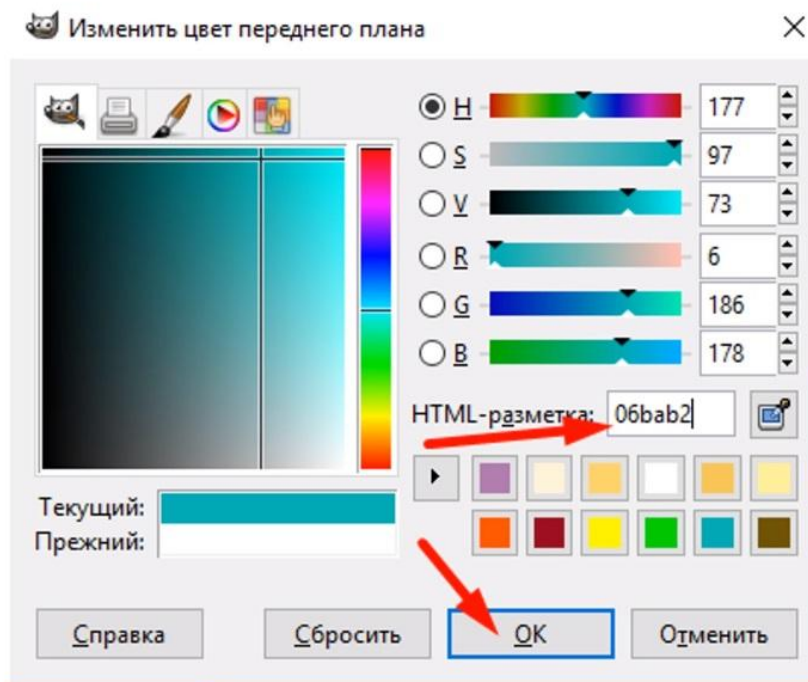 Изменить цвет переднего плана
H 177
S 97
V 73
R 6
G 186
B 178
HTML-разметка: 06bab2
Текущий:
Прежний:
Справка Сбросить OK Отменить